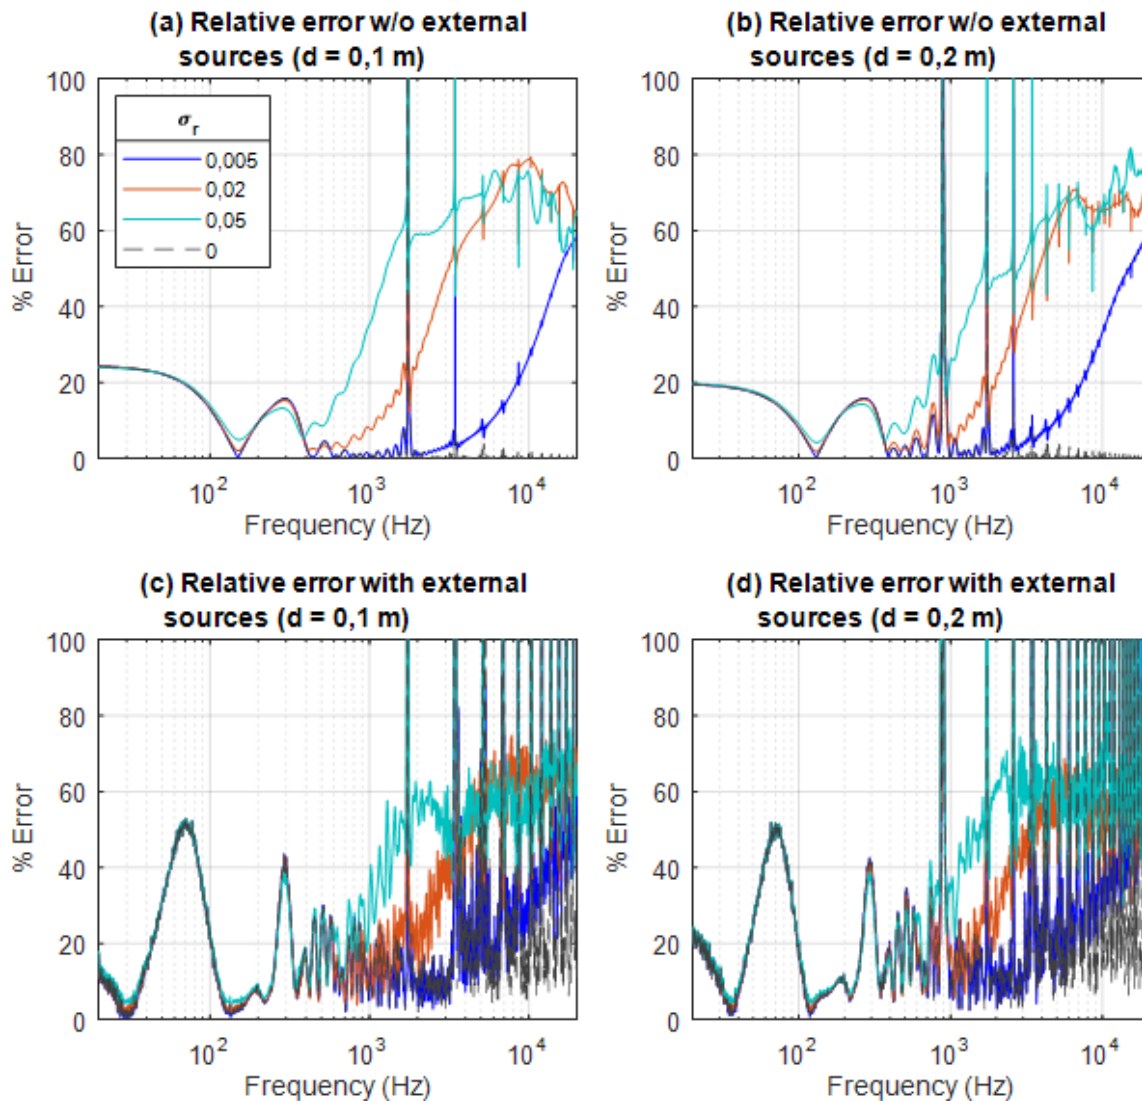 (a) Relative error w/o external
sources (d = 0,1 m)
100
80
60
40
20
0
% Error
σr
0,005
0,02
0,05
0
10²
10³
10⁴
Frequency (Hz)
(b) Relative error w/o external
sources (d = 0,2 m)
100
80
60
40
20
0
% Error
10²
10³
10⁴
Frequency (Hz)
(c) Relative error with external
sources (d = 0,1 m)
100
80
60
40
20
0
% Error
10²
10³
10⁴
Frequency (Hz)
(d) Relative error with external
sources (d = 0,2 m)
100
80
60
40
20
0
% Error
10²
10³
10⁴
Frequency (Hz)